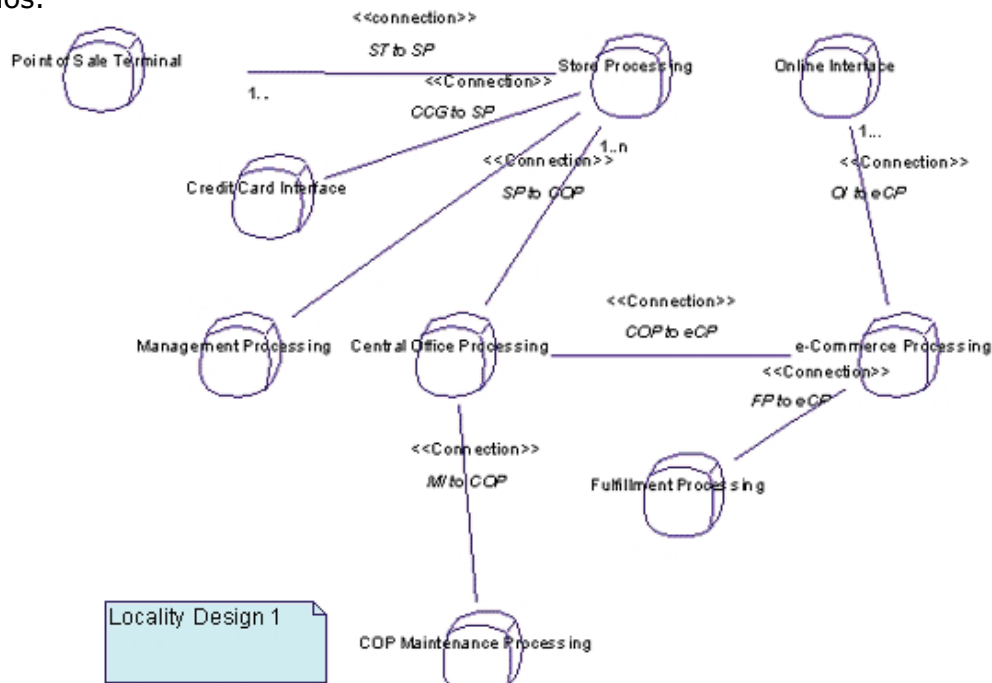 <<connection>>
ST to SP
Point of Sale Terminal
Store Processing
Online Interface
<<Connection>>
1..
CCG to SP
1..n
1...
<<Connection>>
<<Connection>>
Credit Card Interface
SP to COP
OI to eCP
<<Connection>>
COP to eCP
Management Processing
Central Office Processing
e-Commerce Processing
<<Connection>>
FP to eCP
<<Connection>>
MI to COP
Fulfillment Processing
Locality Design 1
COP Maintenance Processing